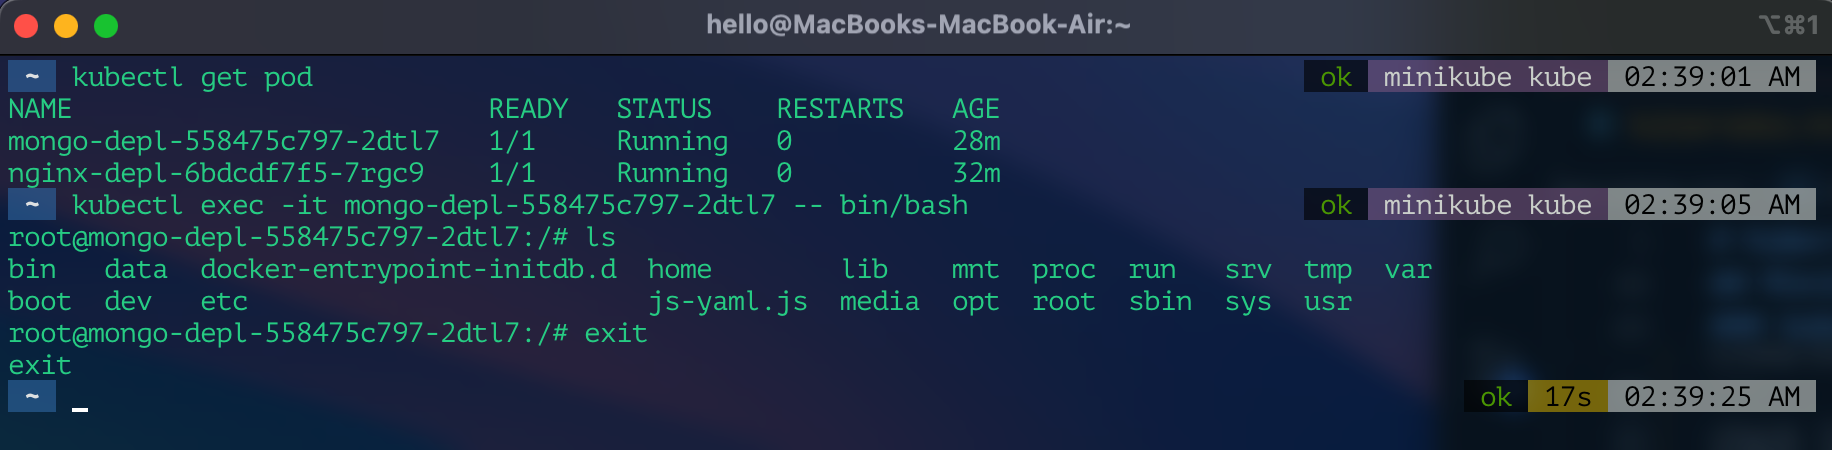 hello@MacBooks-MacBook-Air:~ ⌥⌘1
~ kubectl get pod ok minikube kube 02:39:01 AM
NAME READY STATUS RESTARTS AGE
mongo-depl-558475c797-2dtl7 1/1 Running 0 28m
nginx-depl-6bdcdf7f5-7rgc9 1/1 Running 0 32m
~ kubectl exec -it mongo-depl-558475c797-2dtl7 -- bin/bash ok minikube kube 02:39:05 AM
root@mongo-depl-558475c797-2dtl7:/# ls
bin data docker-entrypoint-initdb.d home lib mnt proc run srv tmp var
boot dev etc js-yaml.js media opt root sbin sys usr
root@mongo-depl-558475c797-2dtl7:/# exit
exit
~ ok 17s 02:39:25 AM